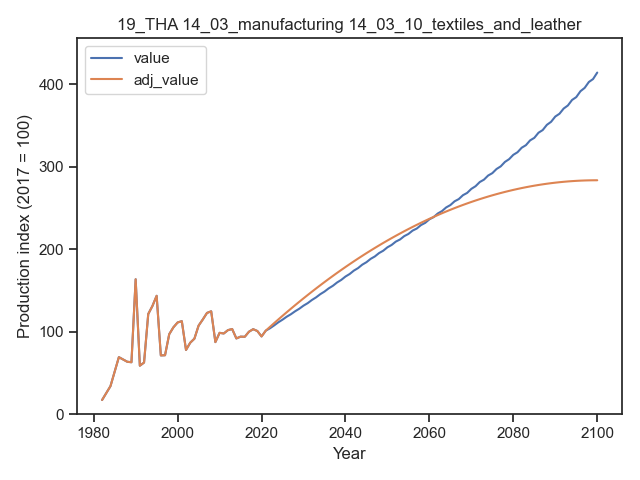 19_THA 14_03_manufacturing 14_03_10_textiles_and_leather
value
adj_value
Production index (2017 = 100)
400
300
200
100
0
1980 2000 2020 2040 2060 2080 2100
Year